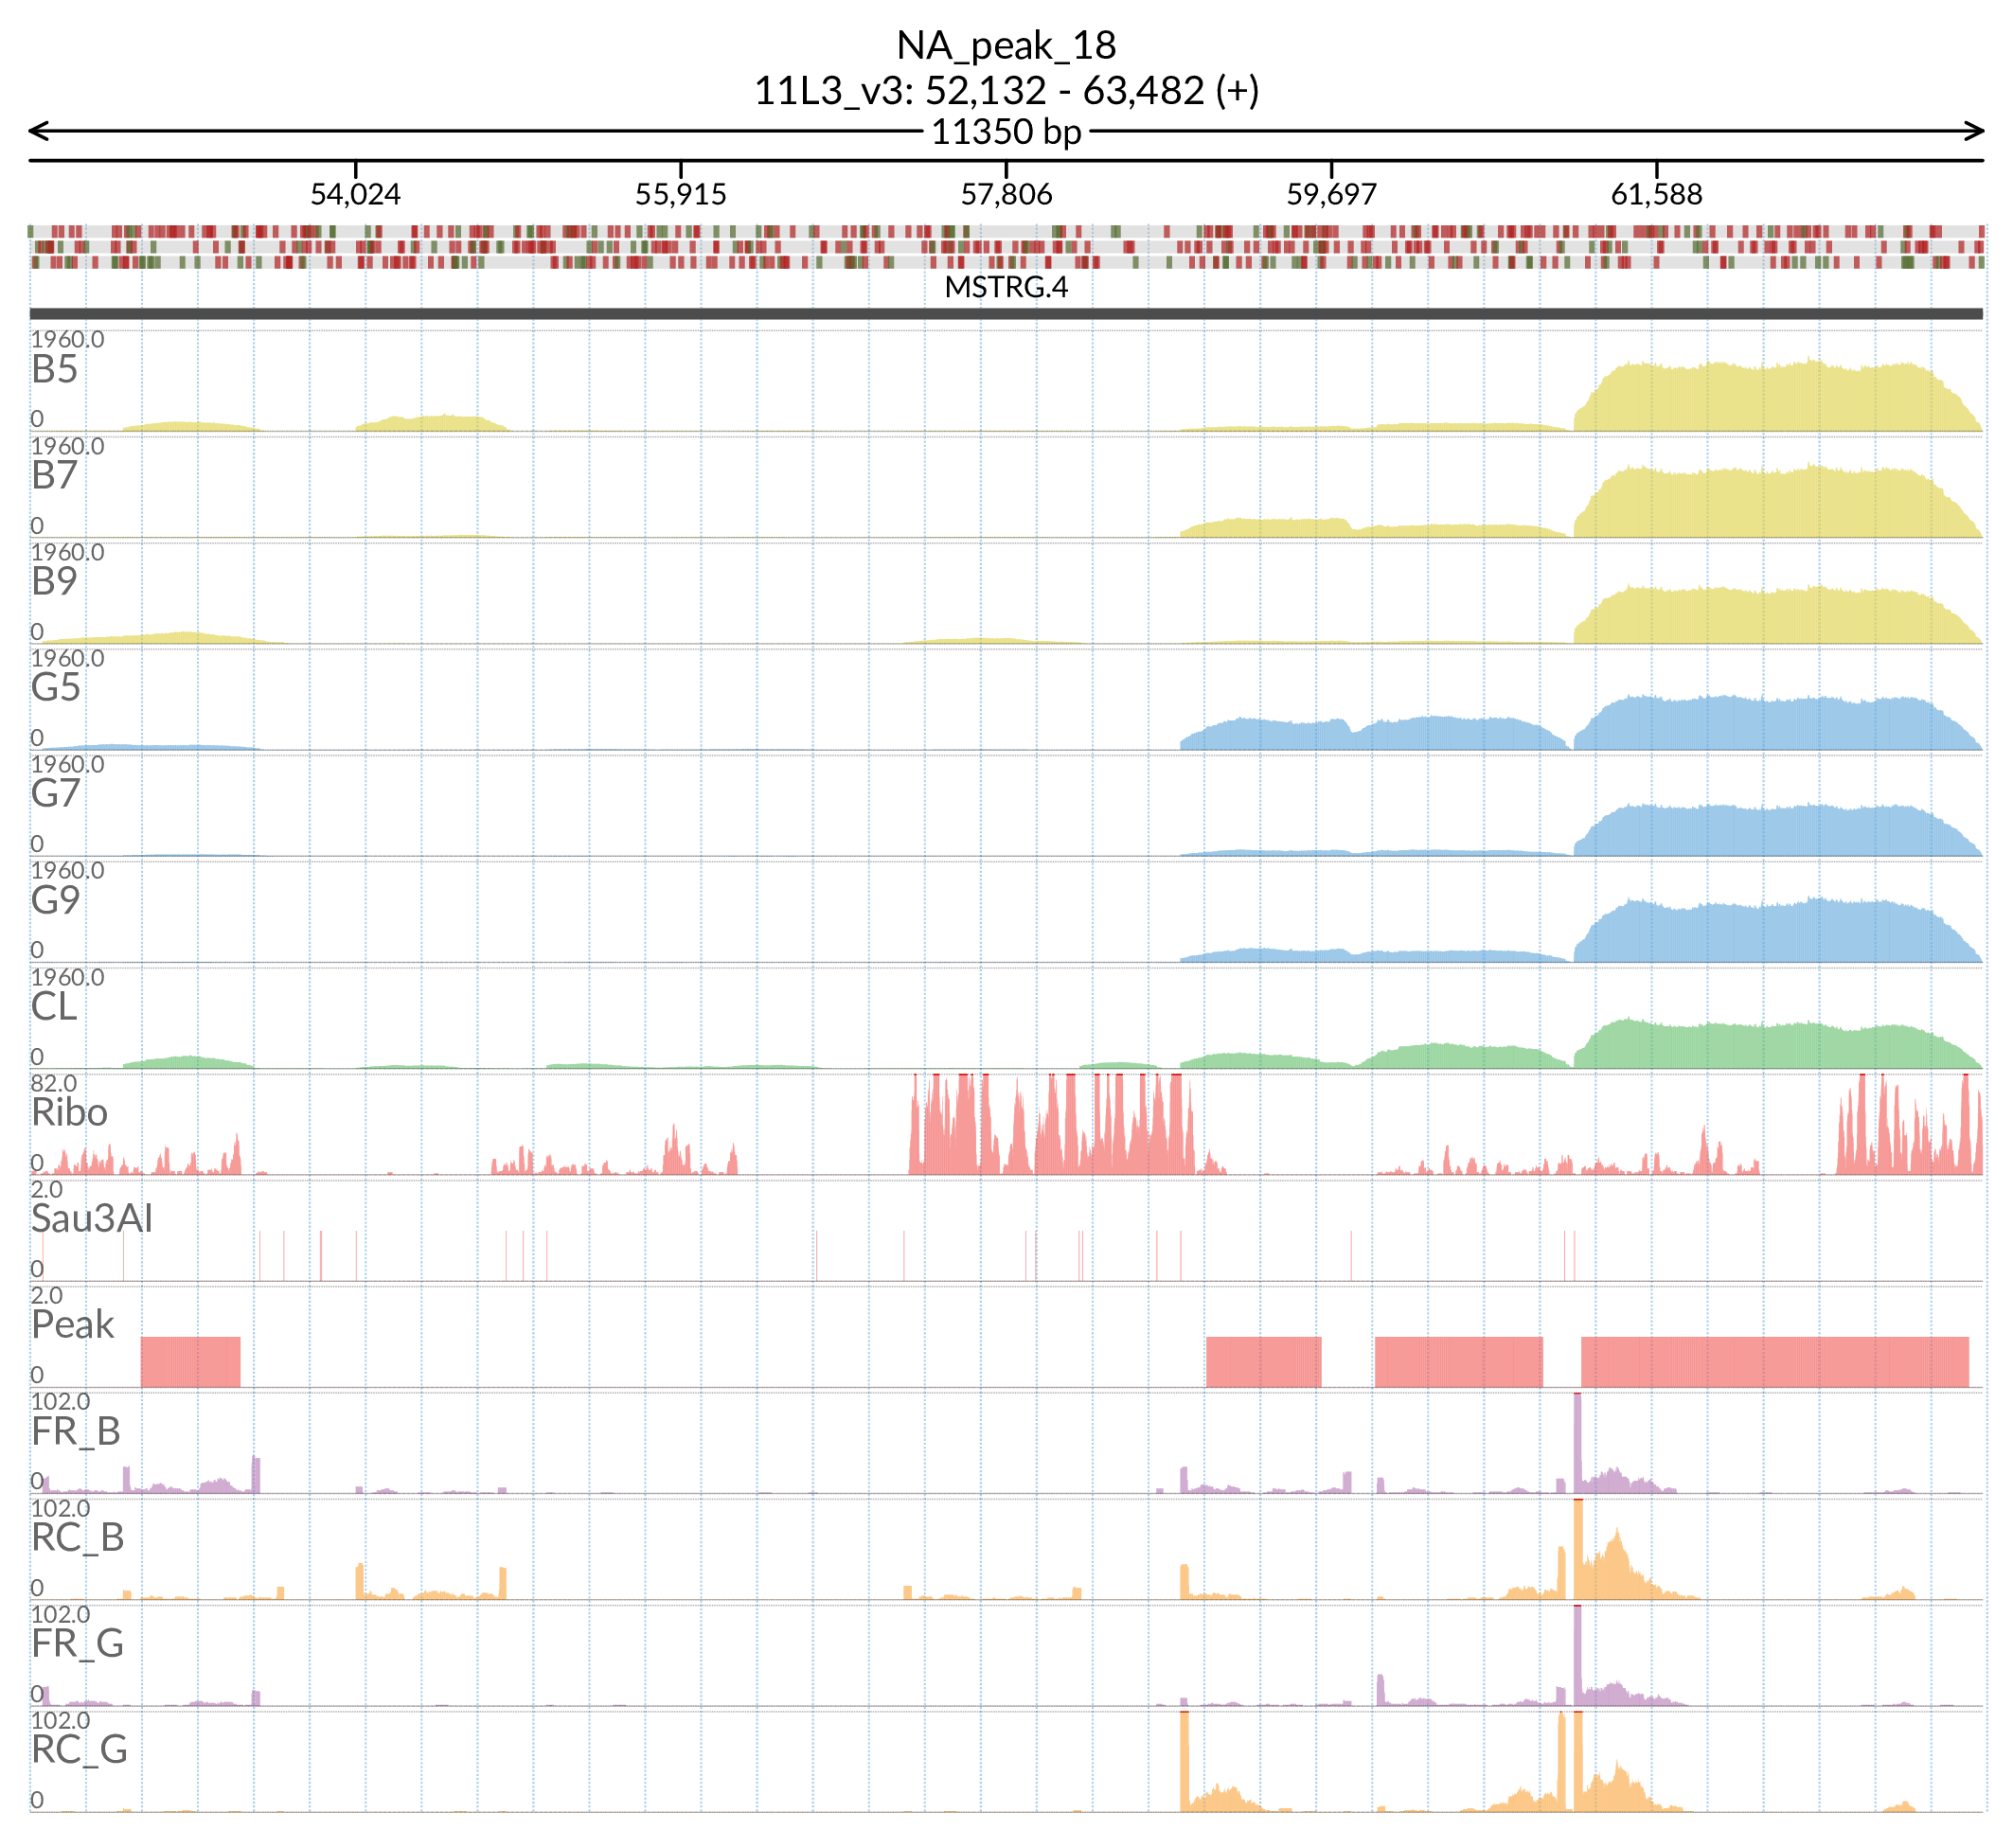 NA_peak_18
11L3_v3: 52,132 - 63,482 (+)
11350 bp
54,024 55,915 57,806 59,697 61,588
MSTRG.4
1960.0
B5
0
1960.0
B7
0
1960.0
B9
0
1960.0
G5
0
1960.0
G7
0
1960.0
G9
0
1960.0
CL
0
82.0
Ribo
0
2.0
Sau3AI
0
2.0
Peak
0
102.0
FR_B
0
102.0
RC_B
0
102.0
FR_G
0
102.0
RC_G
0